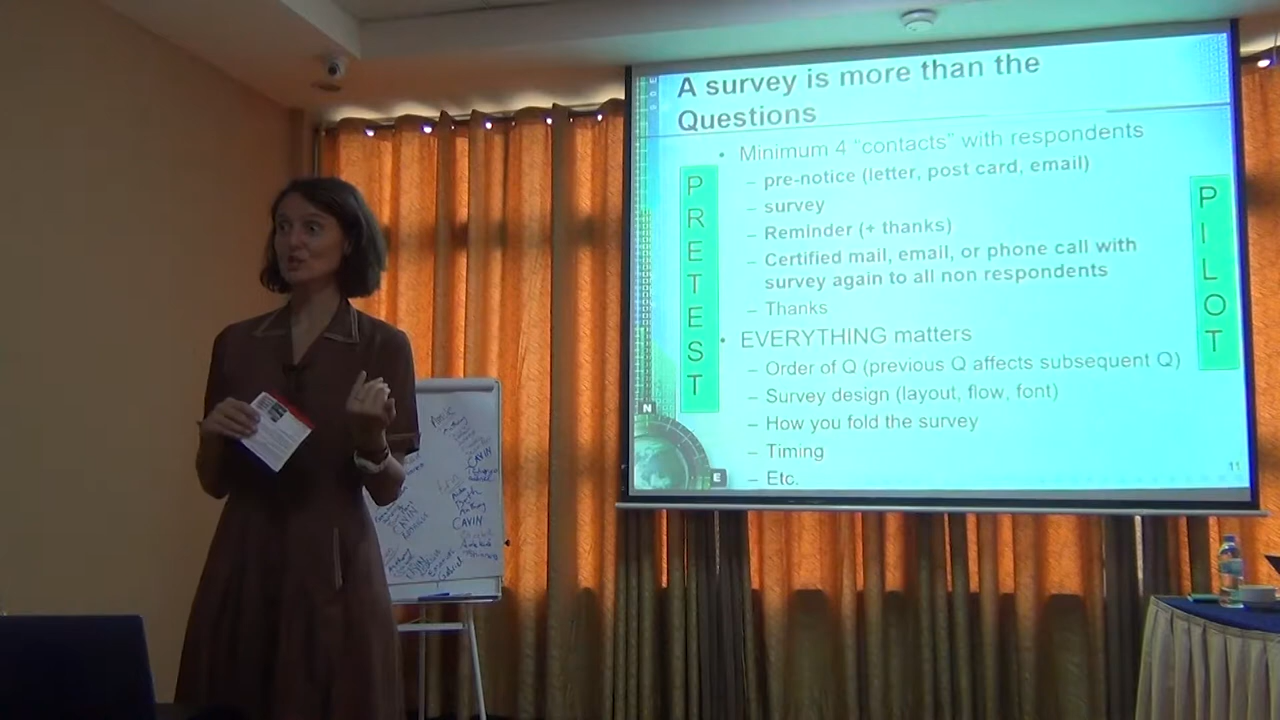 A survey is more than the
Questions
• Minimum 4 "contacts" with respondents
– pre-notice (letter, post card, email)
– survey
– Reminder (+ thanks)
– Certified mail, email, or phone call with
survey again to all non respondents
– Thanks
• EVERYTHING matters
– Order of Q (previous Q affects subsequent Q)
– Survey design (layout, flow, font)
– How you fold the survey
– Timing
– Etc.
PRETEST
PILOT
N
E
11
CAVIN
CAVIN